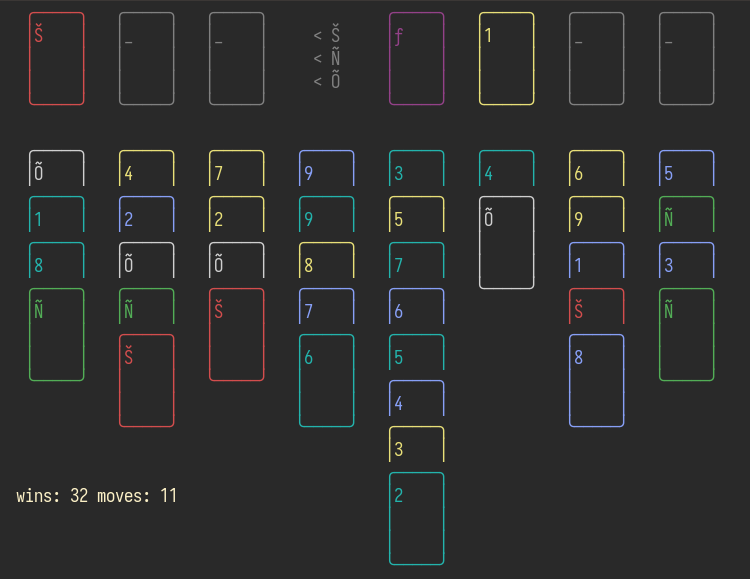 Š _ _ < Š ƒ 1 _ _
< Ñ
< Õ
Õ 4 7 9 3 4 6 5
1 2 2 9 5 Õ 9 Ñ
8 Õ Õ 8 7 1 3
Ñ Ñ Š 7 6 Š Ñ
Š 6 5 8
4
3
2
wins: 32 moves: 11